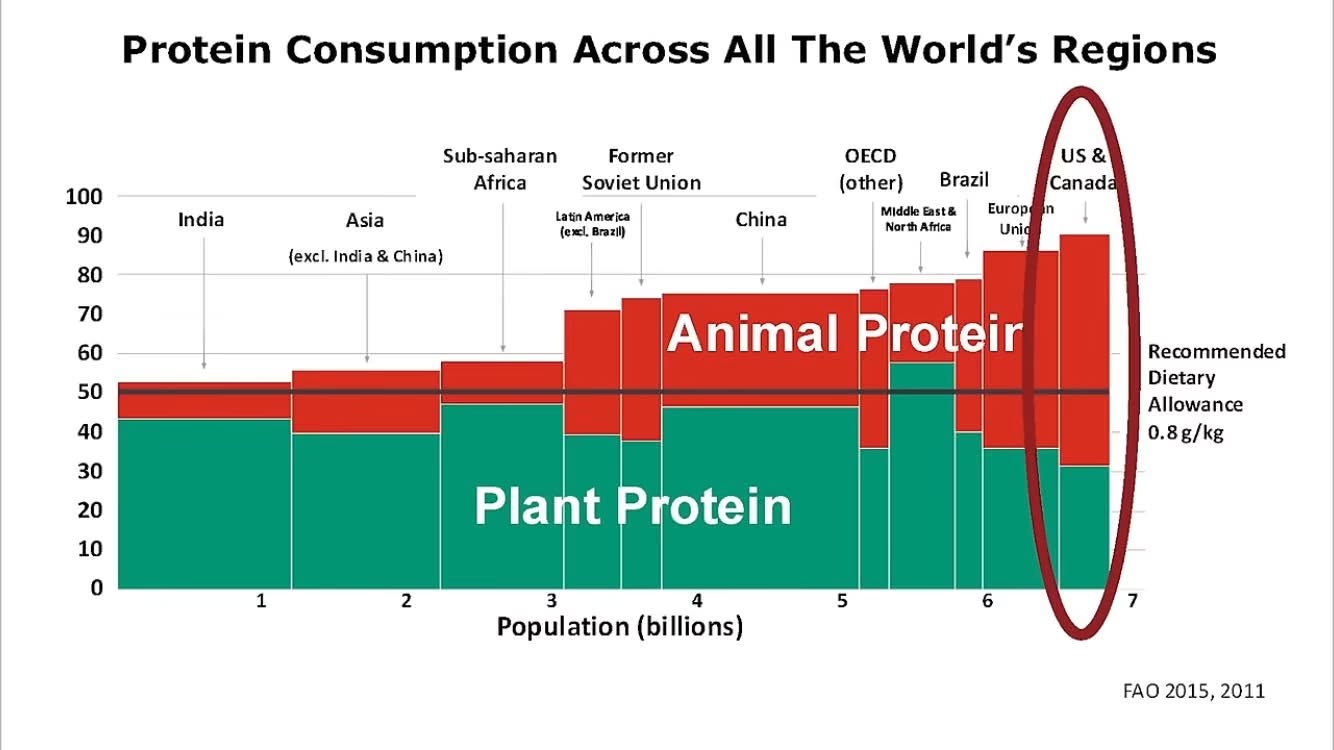 Protein Consumption Across All The World's Regions
Sub-saharan
Africa
Former
Soviet Union
OECD
(other)
Brazil
US &
Canada
India
Asia
(excl. India & China)
Latin America
(excl. Brazil)
China
Middle East &
North Africa
European
Union
100
90
80
70
60
50
40
30
20
10
0
Animal Protein
Plant Protein
Recommended
Dietary
Allowance
0.8 g/kg
1 2 3 4 5 6 7
Population (billions)
FAO 2015, 2011